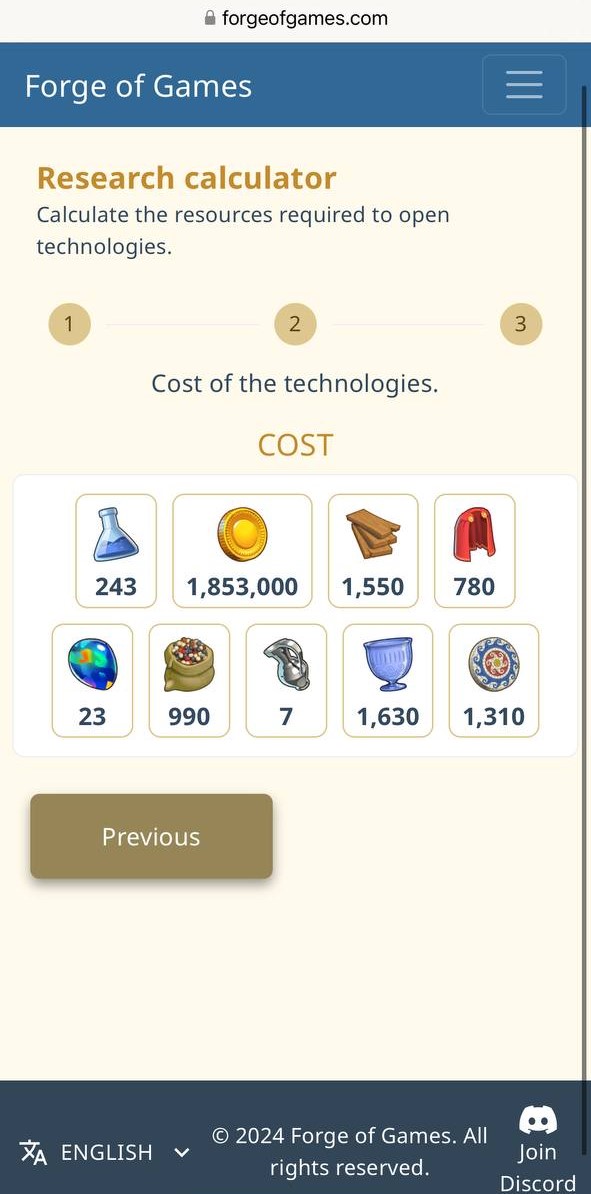 forgeofgames.com
Forge of Games
Research calculator
Calculate the resources required to open
technologies.
1 2 3
Cost of the technologies.
COST
243 1,853,000 1,550 780
23 990 7 1,630 1,310
Previous
ENGLISH
© 2024 Forge of Games. All
rights reserved.
Join
Discord